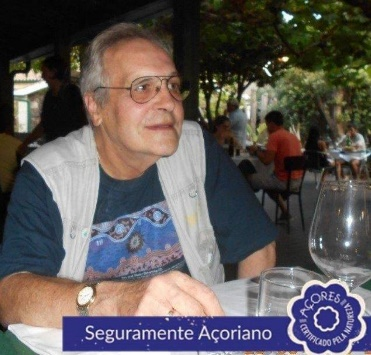 AÇORES
CERTIFICADO PELA NATUREZA
Seguramente Açoriano